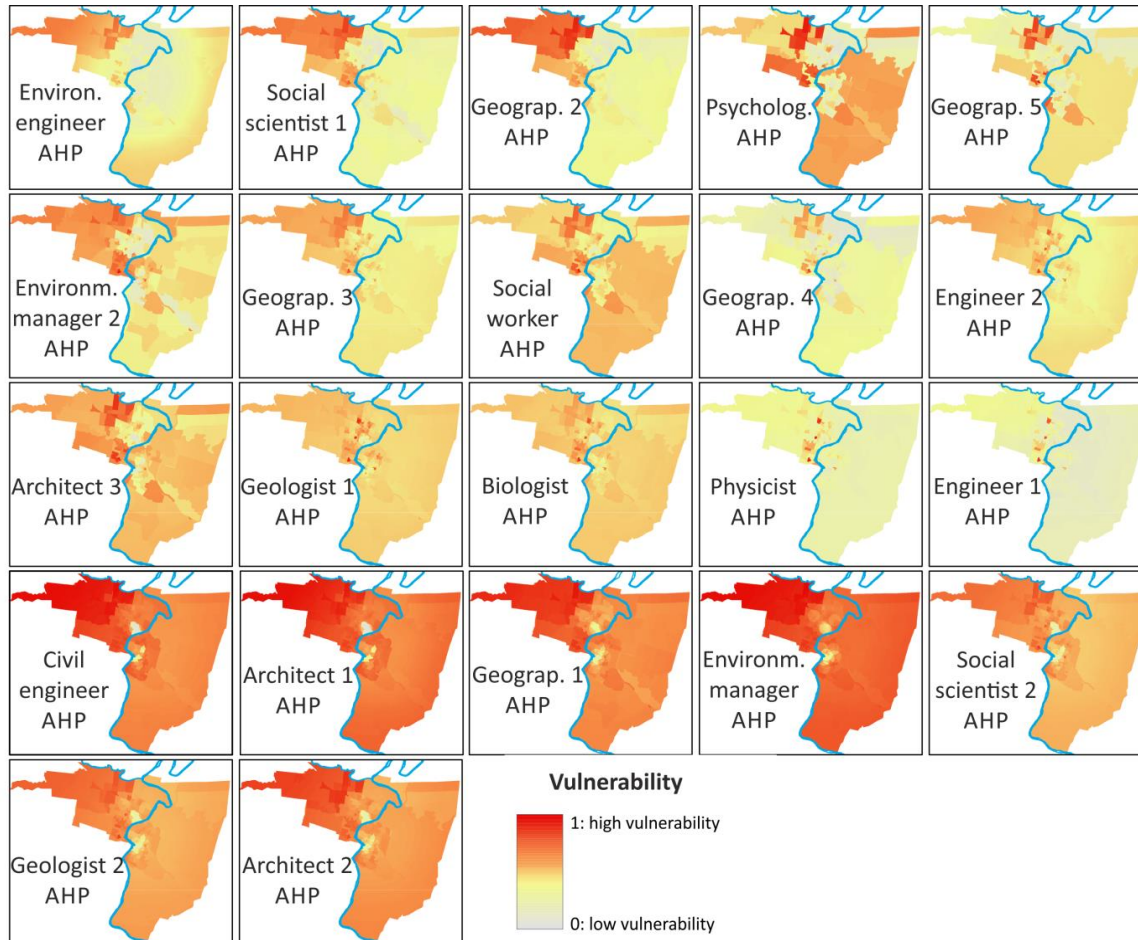 Environ.
engineer
AHP
Social
scientist 1
AHP
Geograp. 2
AHP
Psycholog.
AHP
Geograp. 5
AHP
Environm.
manager 2
AHP
Geograp. 3
AHP
Social
worker
AHP
Geograp. 4
AHP
Engineer 2
AHP
Architect 3
AHP
Geologist 1
AHP
Biologist
AHP
Physicist
AHP
Engineer 1
AHP
Civil
engineer
AHP
Architect 1
AHP
Geograp. 1
AHP
Environm.
manager
AHP
Social
scientist 2
AHP
Geologist 2
AHP
Architect 2
AHP
Vulnerability
1: high vulnerability
0: low vulnerability